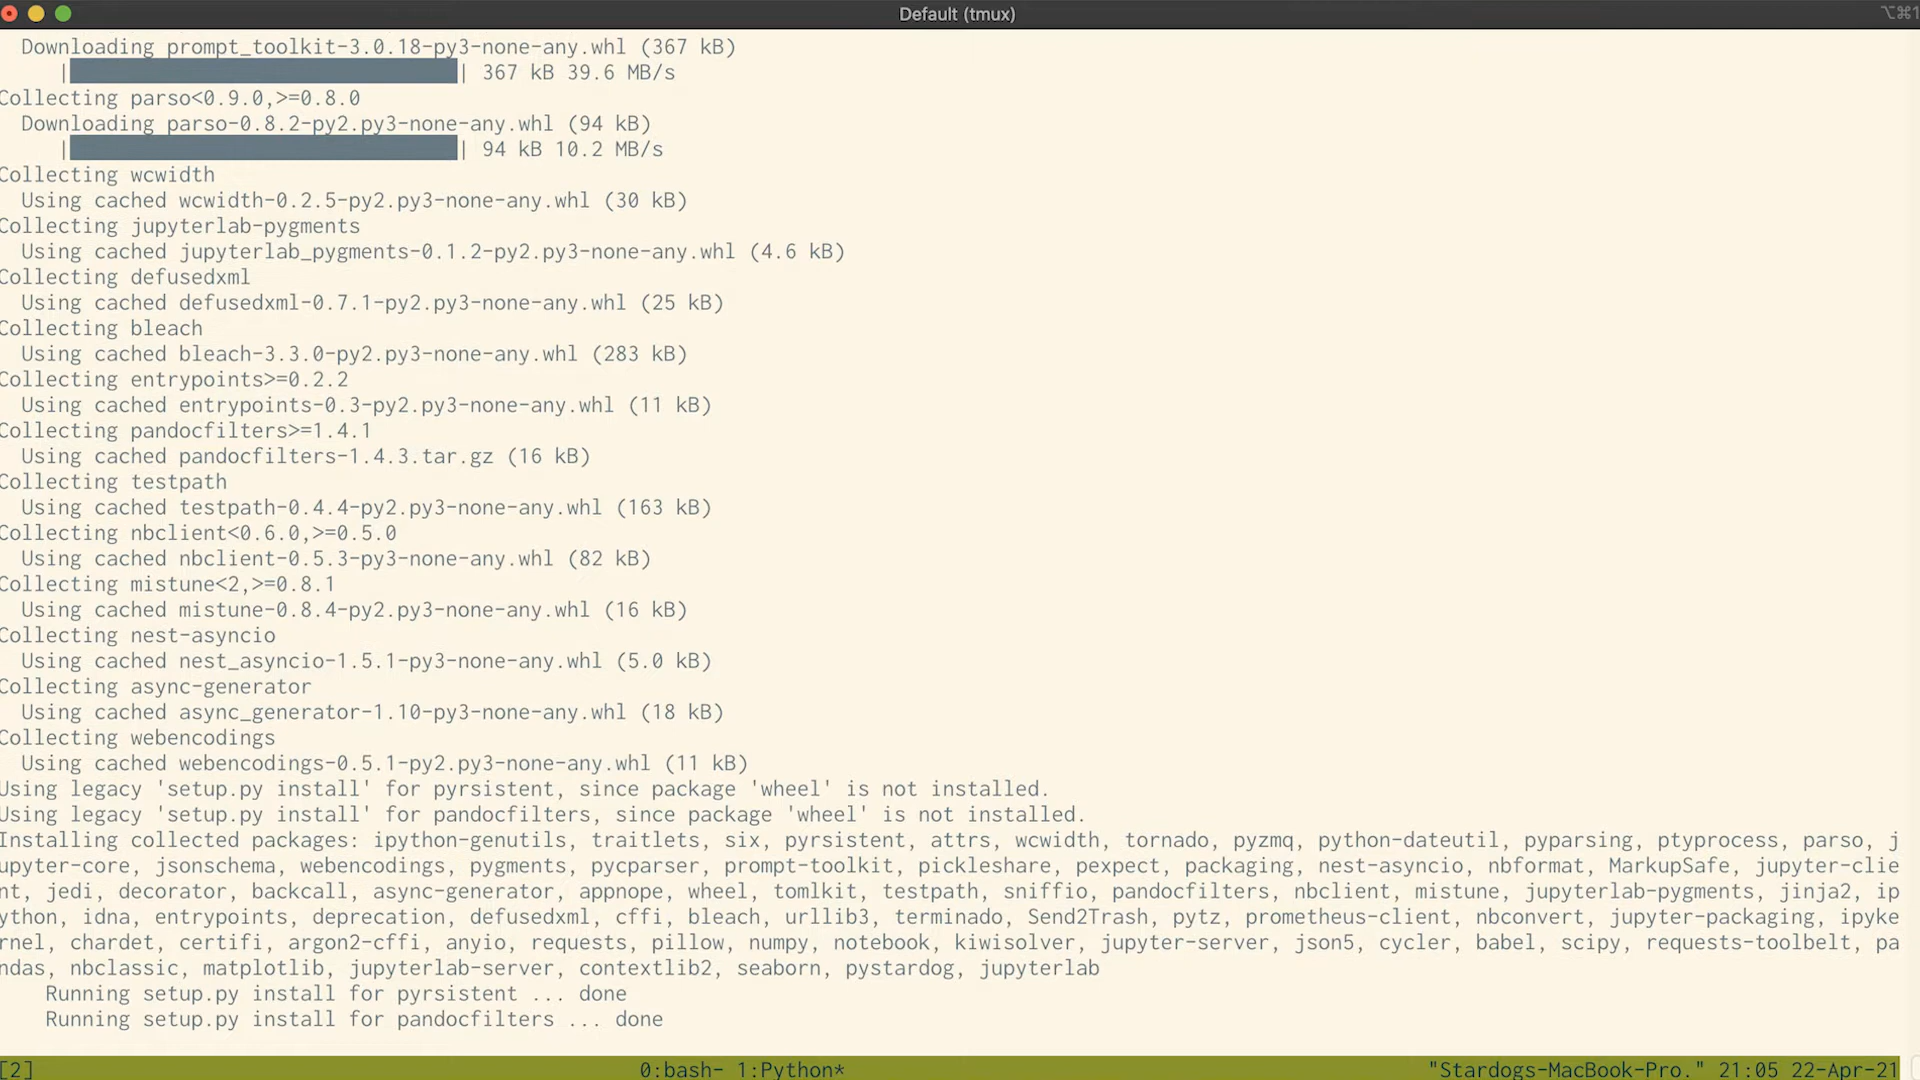 Default (tmux)
⌥⌘1
Downloading prompt_toolkit-3.0.18-py3-none-any.whl (367 kB)
| | 367 kB 39.6 MB/s
Collecting parso<0.9.0,>=0.8.0
Downloading parso-0.8.2-py2.py3-none-any.whl (94 kB)
| | 94 kB 10.2 MB/s
Collecting wcwidth
Using cached wcwidth-0.2.5-py2.py3-none-any.whl (30 kB)
Collecting jupyterlab-pygments
Using cached jupyterlab_pygments-0.1.2-py2.py3-none-any.whl (4.6 kB)
Collecting defusedxml
Using cached defusedxml-0.7.1-py2.py3-none-any.whl (25 kB)
Collecting bleach
Using cached bleach-3.3.0-py2.py3-none-any.whl (283 kB)
Collecting entrypoints>=0.2.2
Using cached entrypoints-0.3-py2.py3-none-any.whl (11 kB)
Collecting pandocfilters>=1.4.1
Using cached pandocfilters-1.4.3.tar.gz (16 kB)
Collecting testpath
Using cached testpath-0.4.4-py2.py3-none-any.whl (163 kB)
Collecting nbclient<0.6.0,>=0.5.0
Using cached nbclient-0.5.3-py3-none-any.whl (82 kB)
Collecting mistune<2,>=0.8.1
Using cached mistune-0.8.4-py2.py3-none-any.whl (16 kB)
Collecting nest-asyncio
Using cached nest_asyncio-1.5.1-py3-none-any.whl (5.0 kB)
Collecting async-generator
Using cached async_generator-1.10-py3-none-any.whl (18 kB)
Collecting webencodings
Using cached webencodings-0.5.1-py2.py3-none-any.whl (11 kB)
Using legacy 'setup.py install' for pyrsistent, since package 'wheel' is not installed.
Using legacy 'setup.py install' for pandocfilters, since package 'wheel' is not installed.
Installing collected packages: ipython-genutils, traitlets, six, pyrsistent, attrs, wcwidth, tornado, pyzmq, python-dateutil, pyparsing, ptyprocess, parso, j
upyter-core, jsonschema, webencodings, pygments, pycparser, prompt-toolkit, pickleshare, pexpect, packaging, nest-asyncio, nbformat, MarkupSafe, jupyter-clie
nt, jedi, decorator, backcall, async-generator, appnope, wheel, tomlkit, testpath, sniffio, pandocfilters, nbclient, mistune, jupyterlab-pygments, jinja2, ip
ython, idna, entrypoints, deprecation, defusedxml, cffi, bleach, urllib3, terminado, Send2Trash, pytz, prometheus-client, nbconvert, jupyter-packaging, ipyke
rnel, chardet, certifi, argon2-cffi, anyio, requests, pillow, numpy, notebook, kiwisolver, jupyter-server, json5, cycler, babel, scipy, requests-toolbelt, pa
ndas, nbclassic, matplotlib, jupyterlab-server, contextlib2, seaborn, pystardog, jupyterlab
Running setup.py install for pyrsistent ... done
Running setup.py install for pandocfilters ... done
[2] 0:bash- 1:Python* "Stardogs-MacBook-Pro." 21:05 22-Apr-21